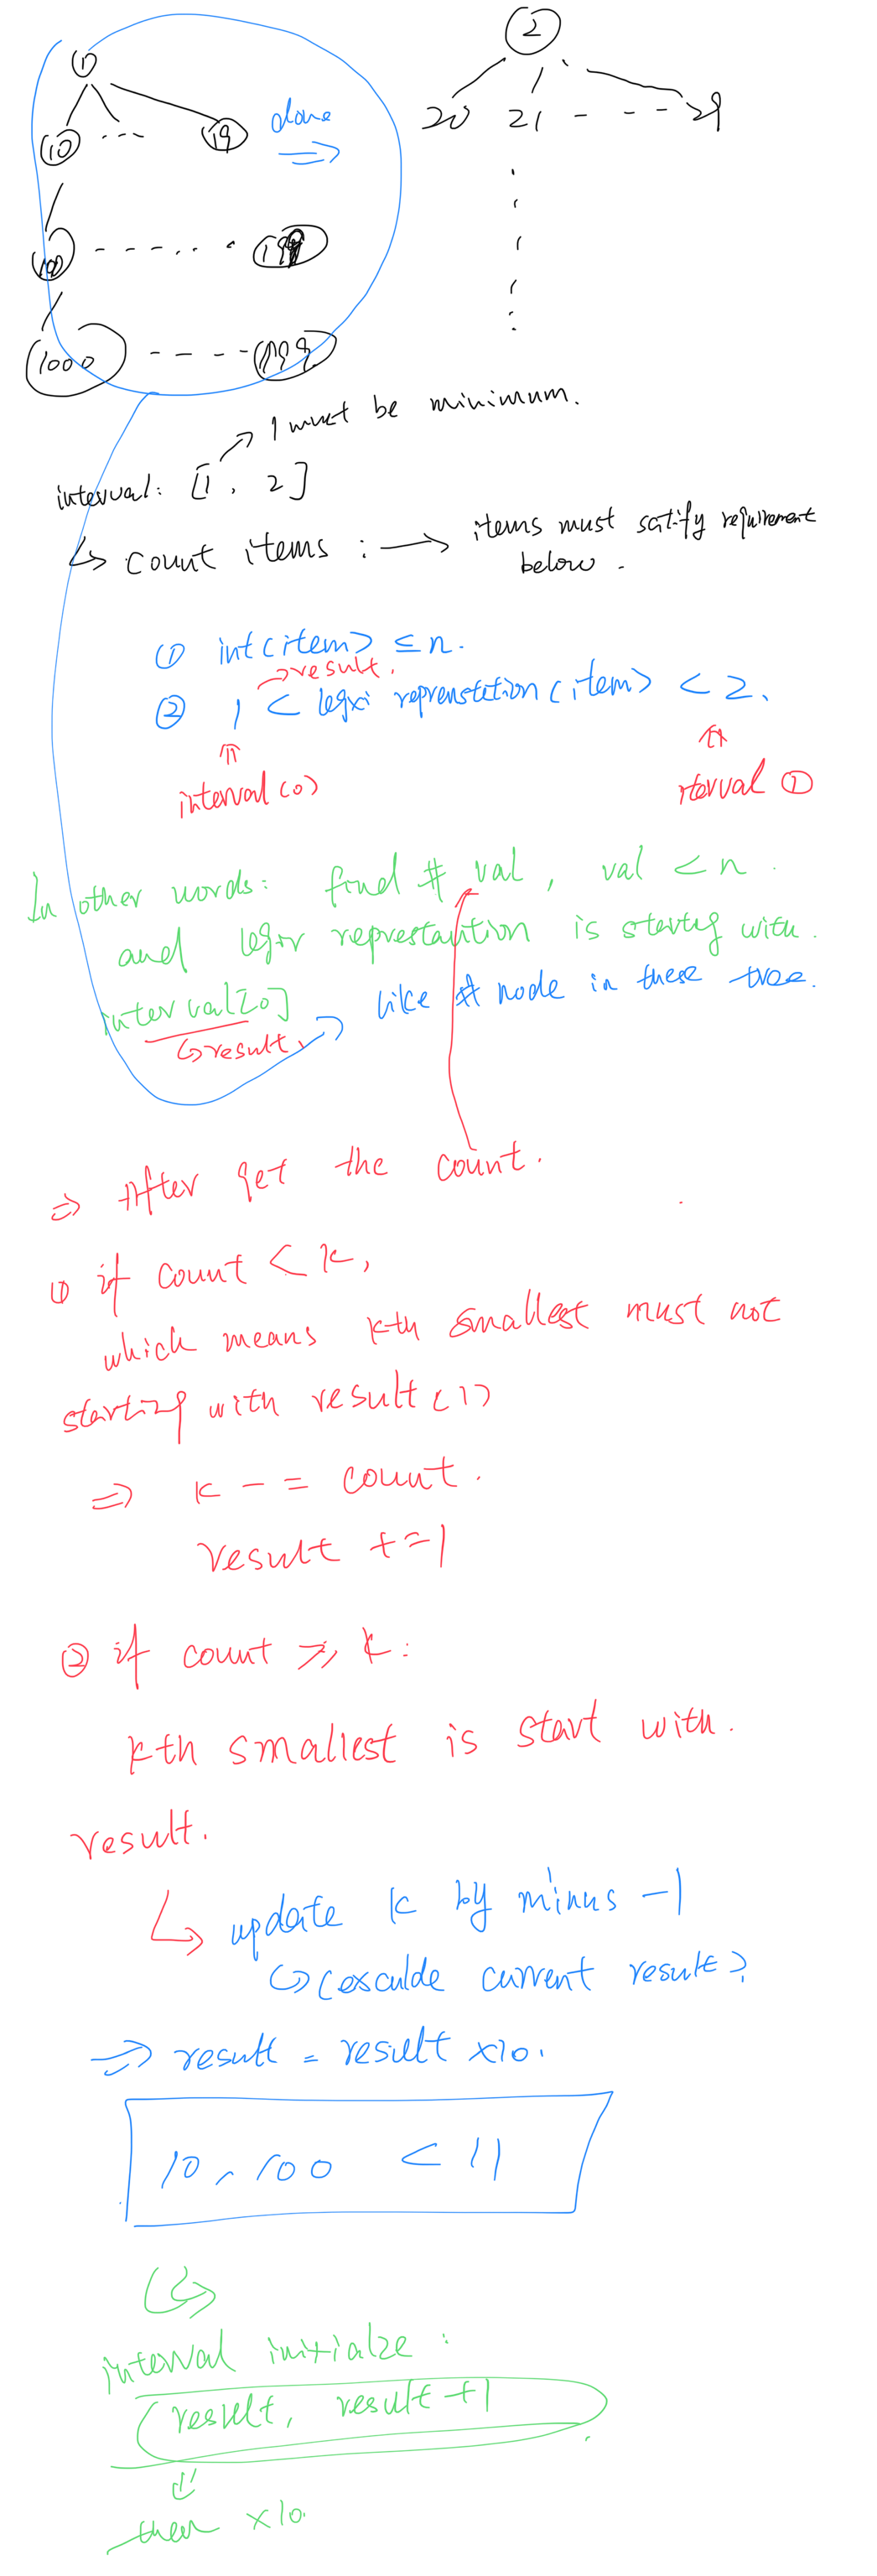 1
2
10 --- 19
done
20 21 - - - - 29
100 ------.. 199
1000 - - - - 1999
1 must be minimum.
interval: [1, 2]
count items :
items must satify requirement
below.
① int(item) ≤ n.
result.
② 1 < legxi reprenstation(item) < 2.
interval(0)
interval ①
In other words: find # val, val < n.
and represtaution is starting with.
interval[0]
like # node in these tree.
result.
⇒ After get the count.
① if count < k,
which means kth smallest must not
starting with result (1)
⇒ k -= count.
result +=1
② if count ≥ k:
kth smallest is start with.
result.
update k by minus -1
(exculde current result)
⇒ result = result x10.
10, 100 < 11
interval initialze:
(result, result +1
then x10.